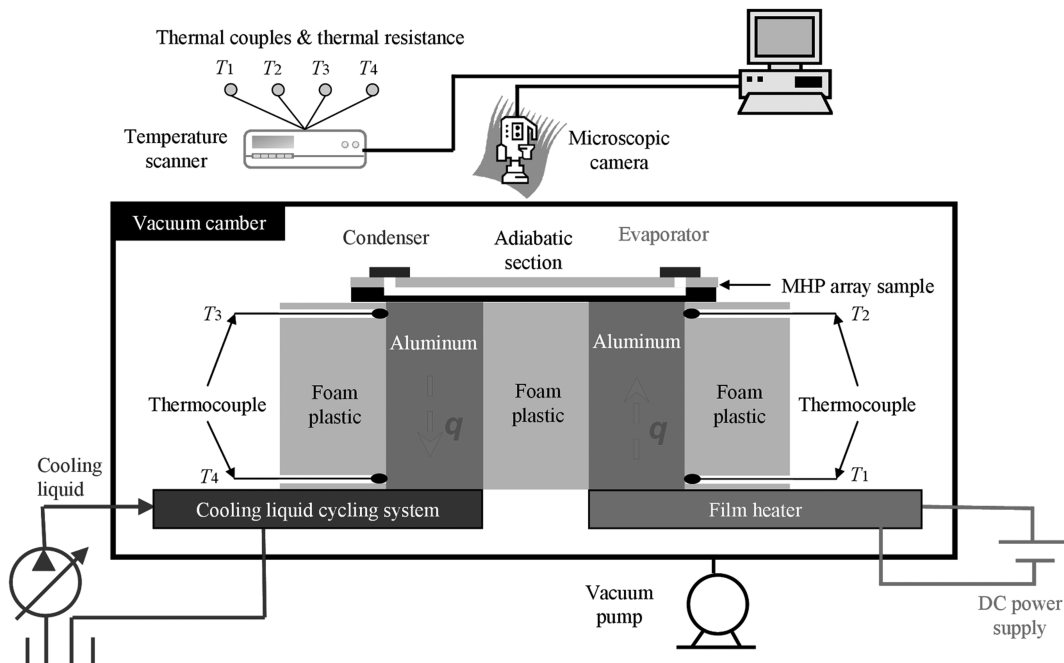 Thermal couples & thermal resistance
T1 T2 T3 T4
Temperature
scanner
Microscopic
camera
Vacuum camber
Condenser
Adiabatic
section
Evaporator
MHP array sample
T3
T2
Aluminum
Aluminum
Foam
plastic
Foam
plastic
Foam
plastic
Thermocouple
Thermocouple
q
q
T4
T1
Cooling
liquid
Cooling liquid cycling system
Film heater
Vacuum
pump
DC power
supply